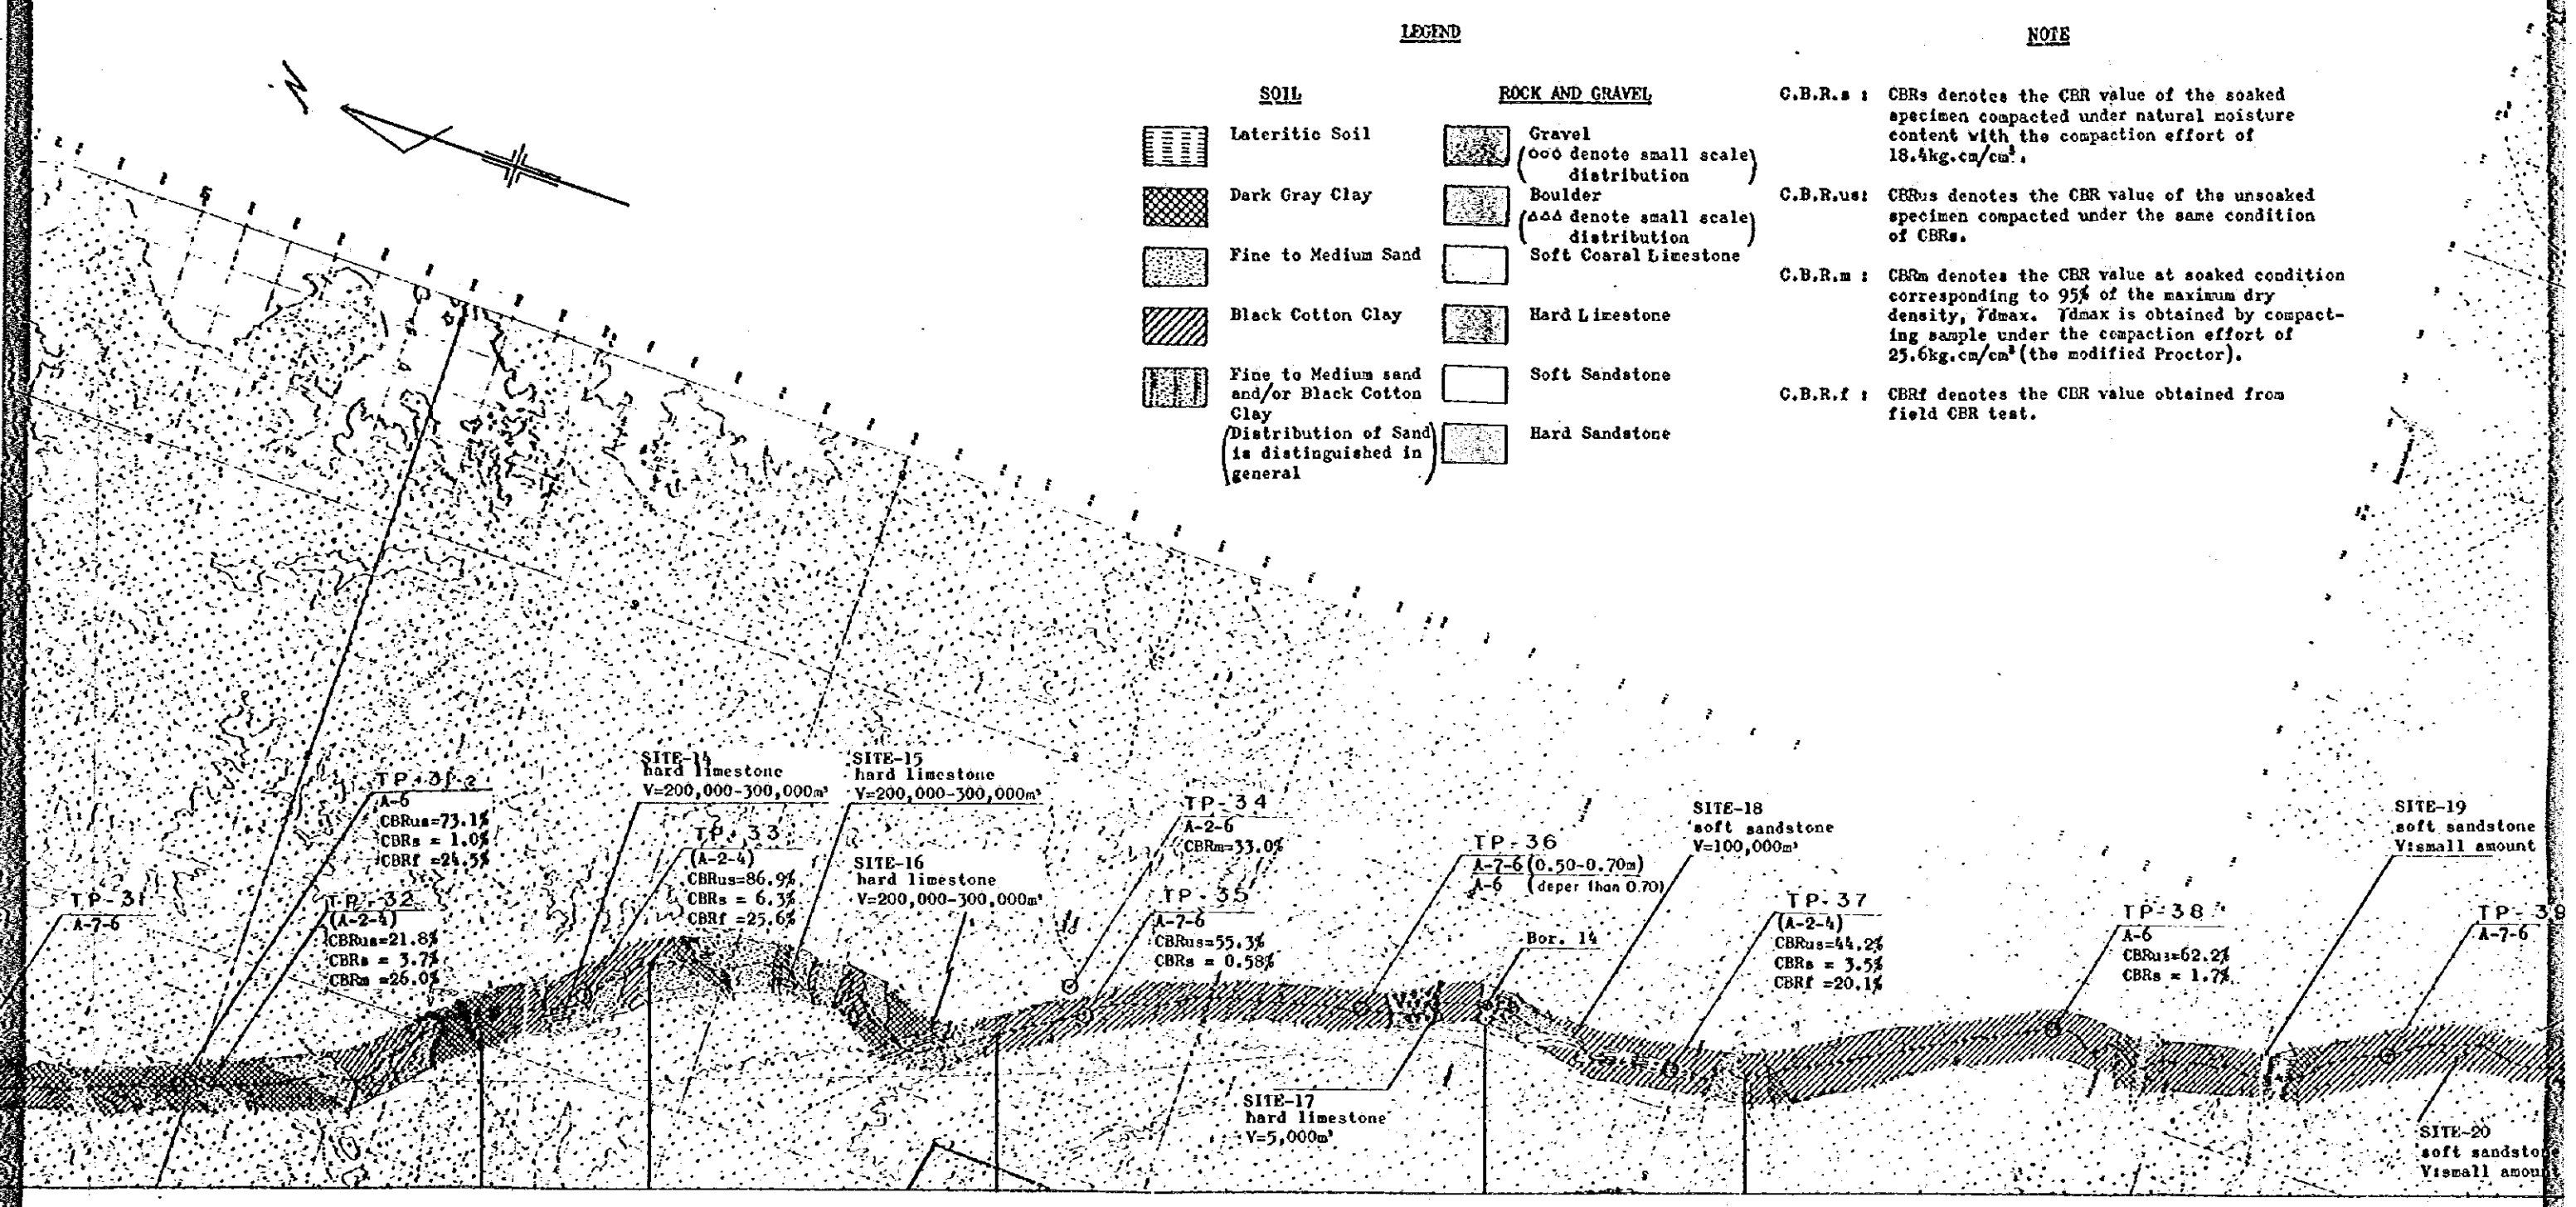 LEGEND
SOIL
Lateritic Soil
Dark Gray Clay
Fine to Medium Sand
Black Cotton Clay
Fine to Medium sand
and/or Black Cotton
Clay
(Distribution of Sand
is distinguished in
general)
ROCK AND GRAVEL
Gravel
(ooo denote small scale
distribution)
Boulder
(△△△ denote small scale
distribution)
Soft Coaral Limestone
Hard Limestone
Soft Sandstone
Hard Sandstone
NOTE
C.B.R.s : CBRs denotes the CBR value of the soaked
specimen compacted under natural moisture
content with the compaction effort of
18.4kg.cm/cm³.
C.B.R.us: CBRus denotes the CBR value of the unsoaked
specimen compacted under the same condition
of CBRs.
C.B.R.m : CBRm denotes the CBR value at soaked condition
corresponding to 95% of the maximum dry
density, γdmax. γdmax is obtained by compact-
ing sample under the compaction effort of
25.6kg.cm/cm³ (the modified Proctor).
C.B.R.f : CBRf denotes the CBR value obtained from
field CBR test.
N
TP-31
A-7-6
TP-31-2
A-6
CBRus=73.1%
CBRs = 1.0%
CBRf =24.5%
TP-32
(A-2-4)
CBRus=21.8%
CBRs = 3.7%
CBRm =26.0%
SITE-14
hard limestone
V=200,000-300,000m³
TP-33
(A-2-4)
CBRus=86.9%
CBRs = 6.3%
CBRf =25.6%
SITE-15
hard limestone
V=200,000-300,000m³
SITE-16
hard limestone
V=200,000-300,000m³
TP-34
A-2-6
CBRm=33.0%
TP-35
A-7-6
CBRus=55.3%
CBRs = 0.58%
SITE-17
hard limestone
V=5,000m³
TP-36
A-7-6 (0.50-0.70m)
A-6 (deper than 0.70)
Bor. 14
SITE-18
soft sandstone
V=100,000m³
TP-37
(A-2-4)
CBRus=44.2%
CBRs = 3.5%
CBRf =20.1%
TP-38
A-6
CBRus=62.2%
CBRs = 1.7%
SITE-19
soft sandstone
V:small amount
TP-39
A-7-6
SITE-20
soft sandstone
V:small amount